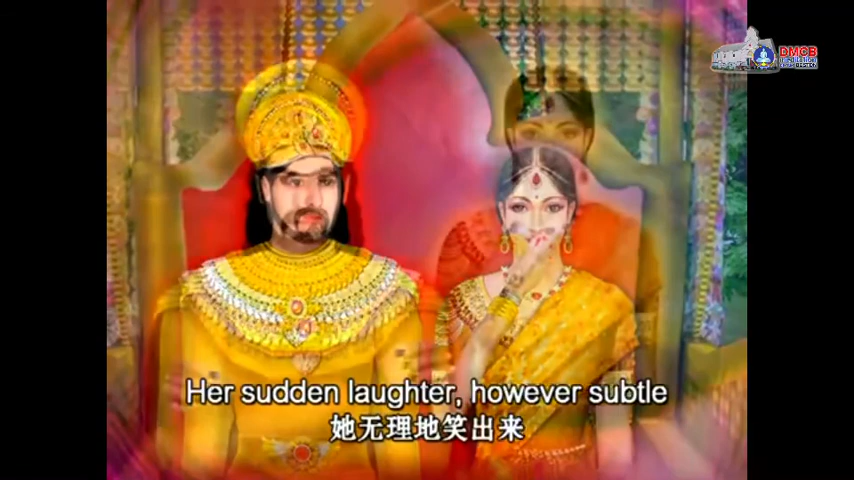 DMCB
Her sudden laughter, however subtle
她无理地笑出来